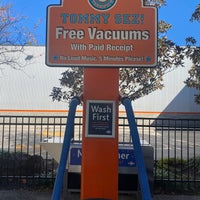 TOMMY SEZ!
Free Vacuums
With Paid Receipt
No Loud Music, 5 Minutes Please!
Wash
First